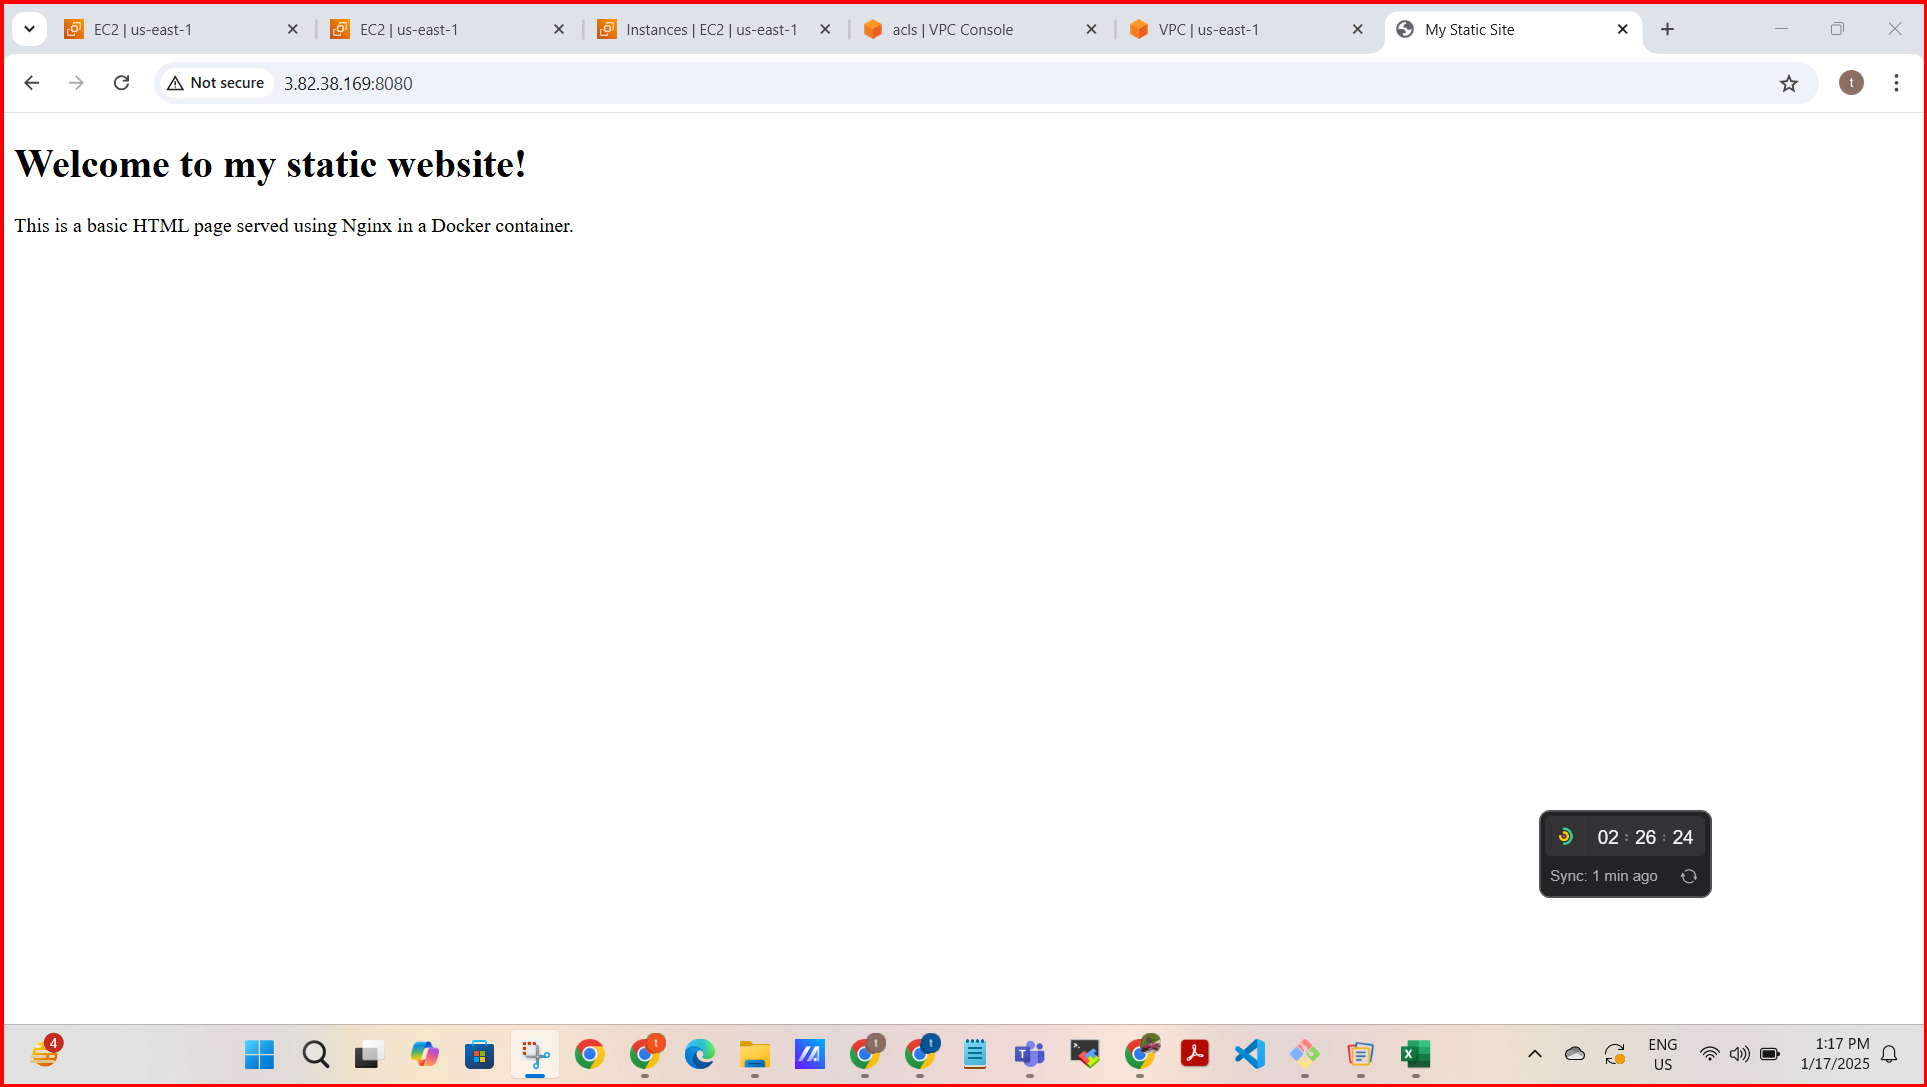 EC2 | us-east-1
EC2 | us-east-1
Instances | EC2 | us-east-1
acls | VPC Console
VPC | us-east-1
My Static Site
Not secure
3.82.38.169:8080
t
Welcome to my static website!
This is a basic HTML page served using Nginx in a Docker container.
02 : 26 : 24
Sync: 1 min ago
4
t
t
t
ENG
US
1:17 PM
1/17/2025